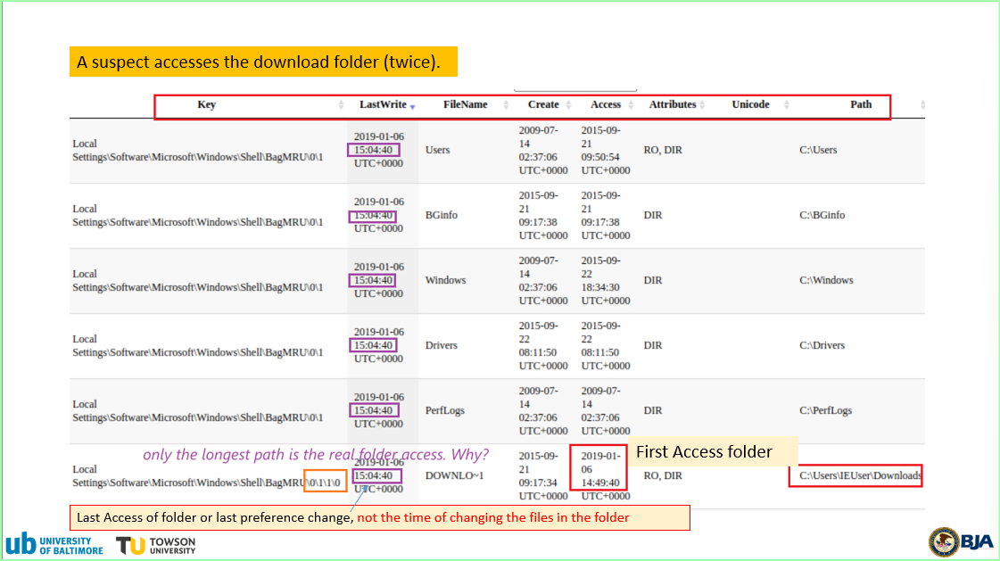 A suspect accesses the download folder (twice).
Key LastWrite FileName Create Access Attributes Unicode Path
Local
Settings\Software\Microsoft\Windows\Shell\BagMRU\0\1
2019-01-06
15:04:40
UTC+0000
Users
2009-07-
14
02:37:06
UTC+0000
2015-09-
21
09:50:54
UTC+0000
RO, DIR
C:\Users
Local
Settings\Software\Microsoft\Windows\Shell\BagMRU\0\1
2019-01-06
15:04:40
UTC+0000
BGinfo
2015-09-
21
09:17:38
UTC+0000
2015-09-
21
09:17:38
UTC+0000
DIR
C:\BGinfo
Local
Settings\Software\Microsoft\Windows\Shell\BagMRU\0\1
2019-01-06
15:04:40
UTC+0000
Windows
2009-07-
14
02:37:06
UTC+0000
2015-09-
22
18:34:30
UTC+0000
DIR
C:\Windows
Local
Settings\Software\Microsoft\Windows\Shell\BagMRU\0\1
2019-01-06
15:04:40
UTC+0000
Drivers
2015-09-
22
08:11:50
UTC+0000
2015-09-
22
08:11:50
UTC+0000
DIR
C:\Drivers
Local
Settings\Software\Microsoft\Windows\Shell\BagMRU\0\1
2019-01-06
15:04:40
UTC+0000
PerfLogs
2009-07-
14
02:37:06
UTC+0000
2009-07-
14
02:37:06
UTC+0000
DIR
C:\PerfLogs
only the longest path is the real folder access. Why?
First Access folder
Local
Settings\Software\Microsoft\Windows\Shell\BagMRU\0\1\1\0
2019-01-06
15:04:40
UTC+0000
DOWNLO~1
2015-09-
21
09:17:34
UTC+0000
2019-01-
06
14:49:40
UTC+0000
RO, DIR
C:\Users\IEUser\Downloads
Last Access of folder or last preference change, not the time of changing the files in the folder
ub UNIVERSITY
OF BALTIMORE
TU TOWSON
UNIVERSITY
BJA